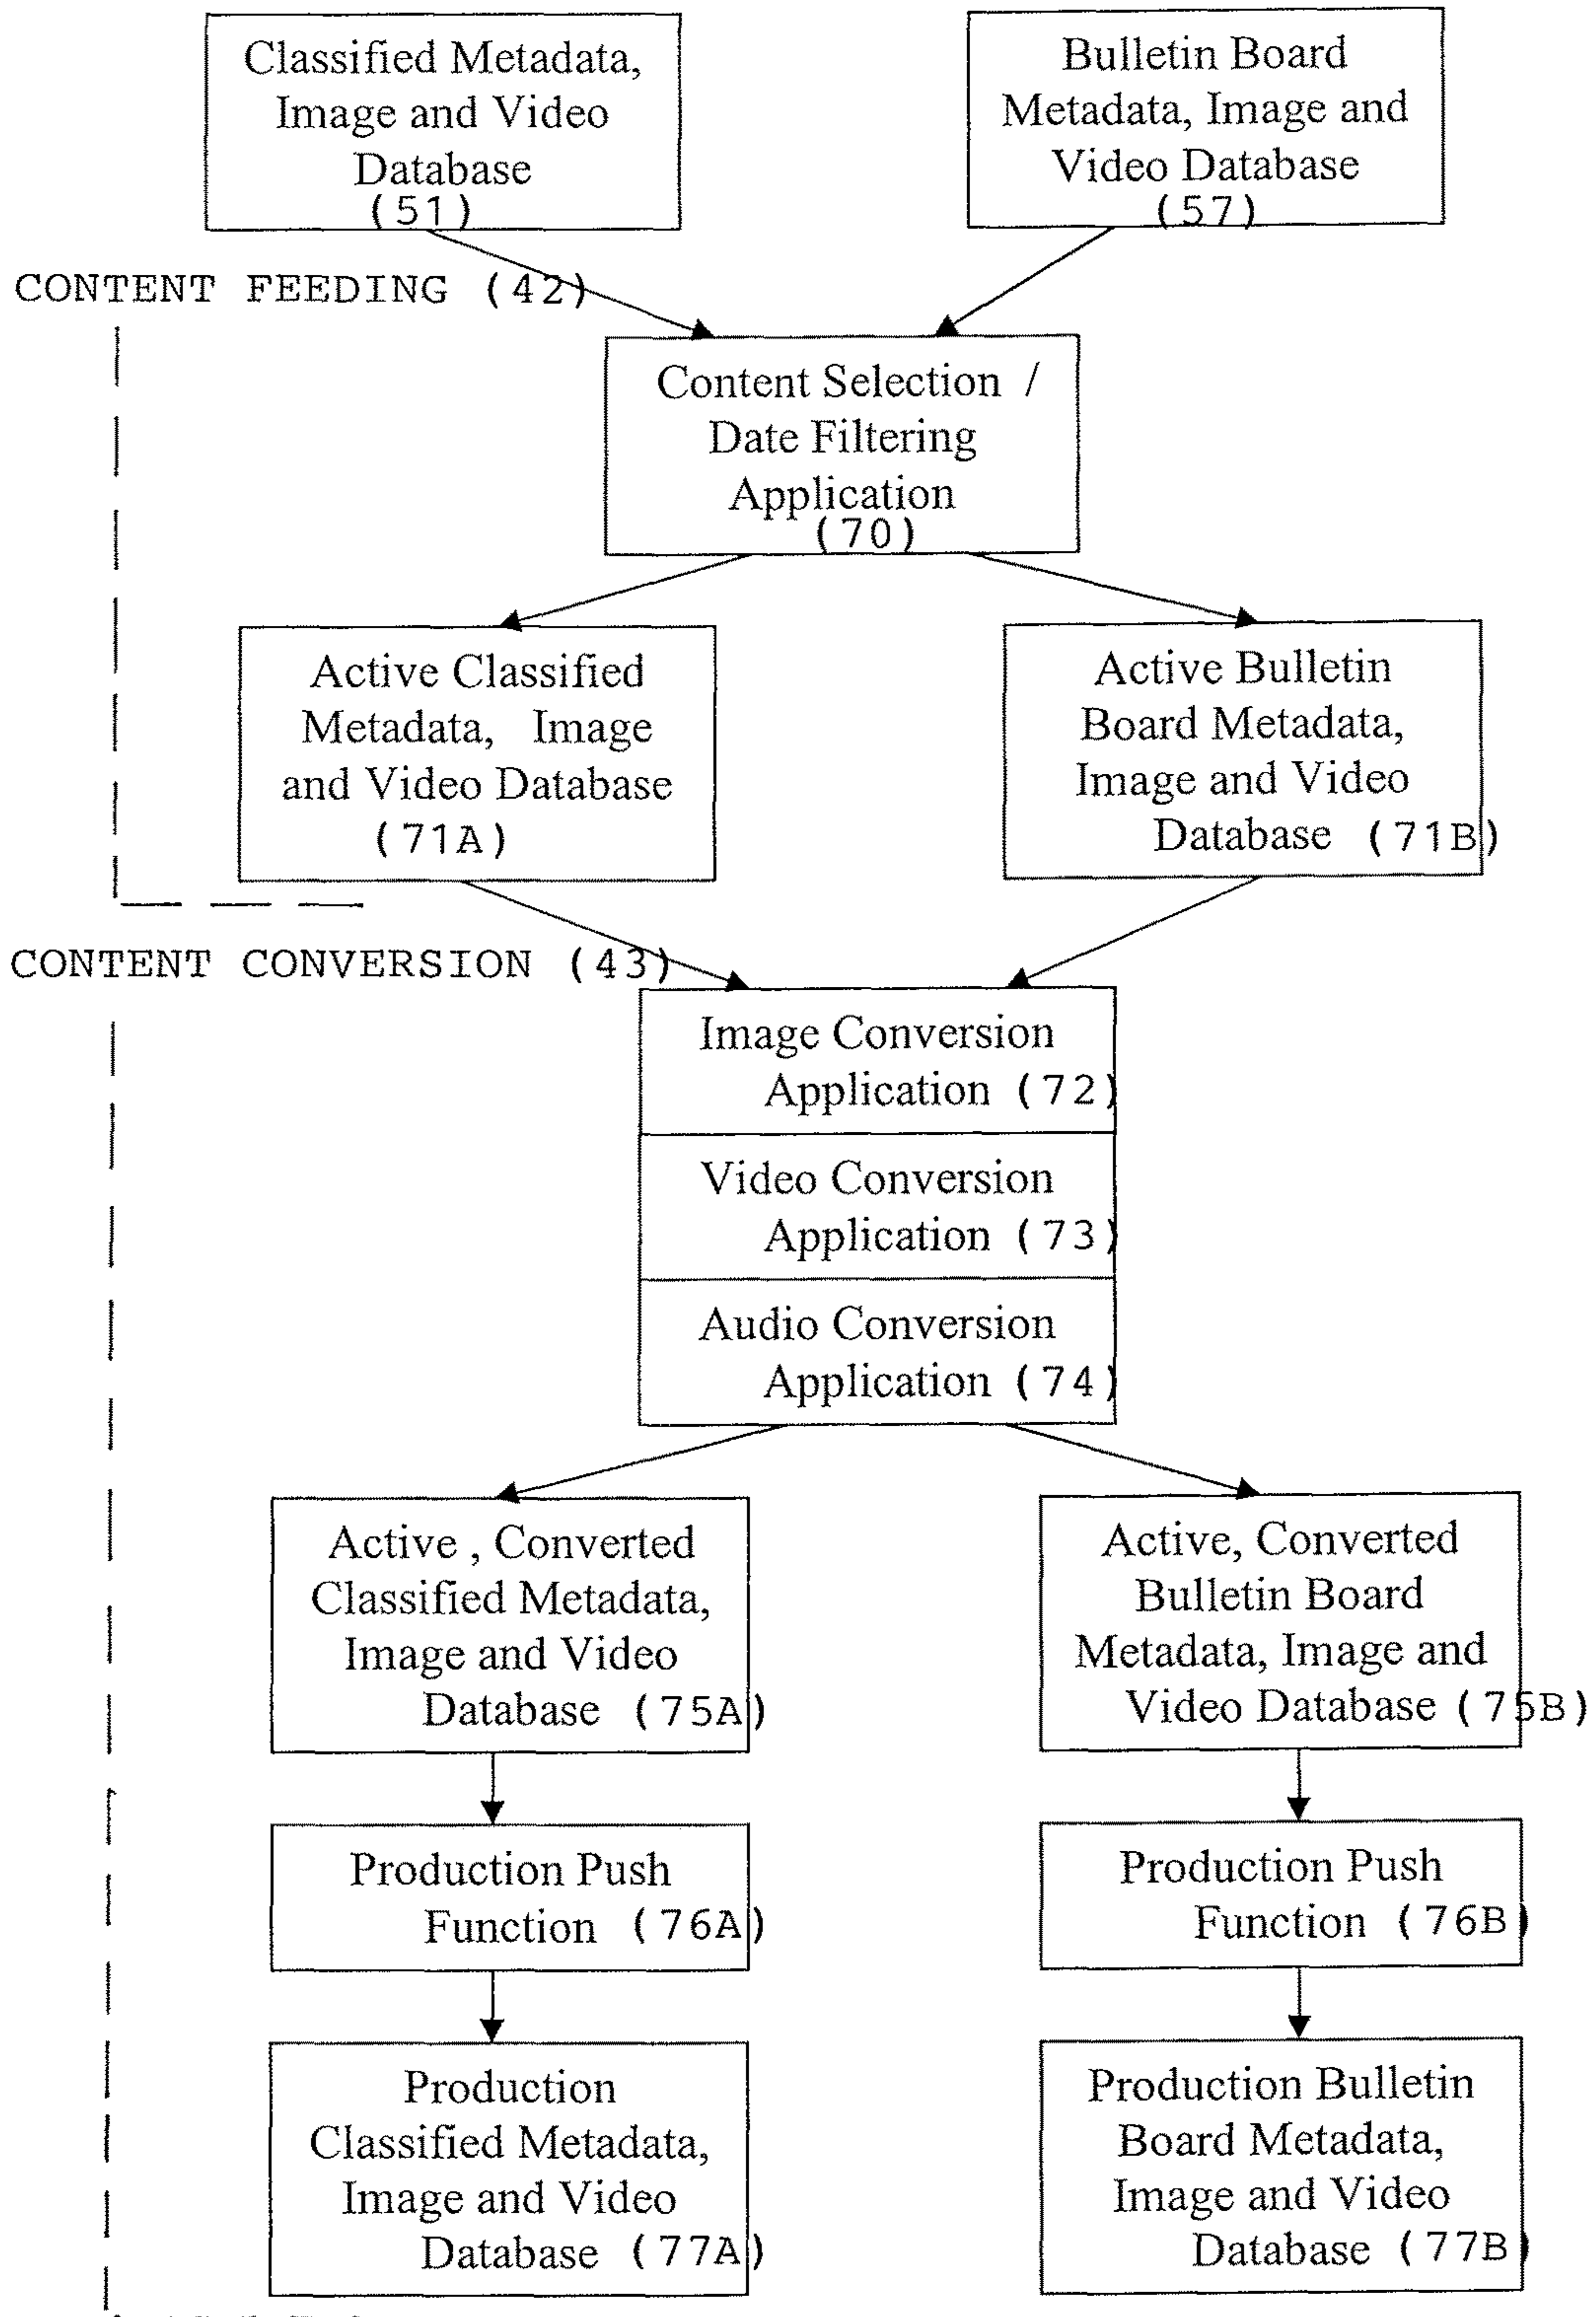 Classified Metadata,
Image and Video
Database
(51)
Bulletin Board
Metadata, Image and
Video Database
(57)
CONTENT FEEDING (42)
Content Selection /
Date Filtering
Application
(70)
Active Classified
Metadata, Image
and Video Database
(71A)
Active Bulletin
Board Metadata,
Image and Video
Database (71B)
CONTENT CONVERSION (43)
Image Conversion
Application (72)
Video Conversion
Application (73)
Audio Conversion
Application (74)
Active , Converted
Classified Metadata,
Image and Video
Database (75A)
Active, Converted
Bulletin Board
Metadata, Image and
Video Database (75B)
Production Push
Function (76A)
Production Push
Function (76B)
Production
Classified Metadata,
Image and Video
Database (77A)
Production Bulletin
Board Metadata,
Image and Video
Database (77B)